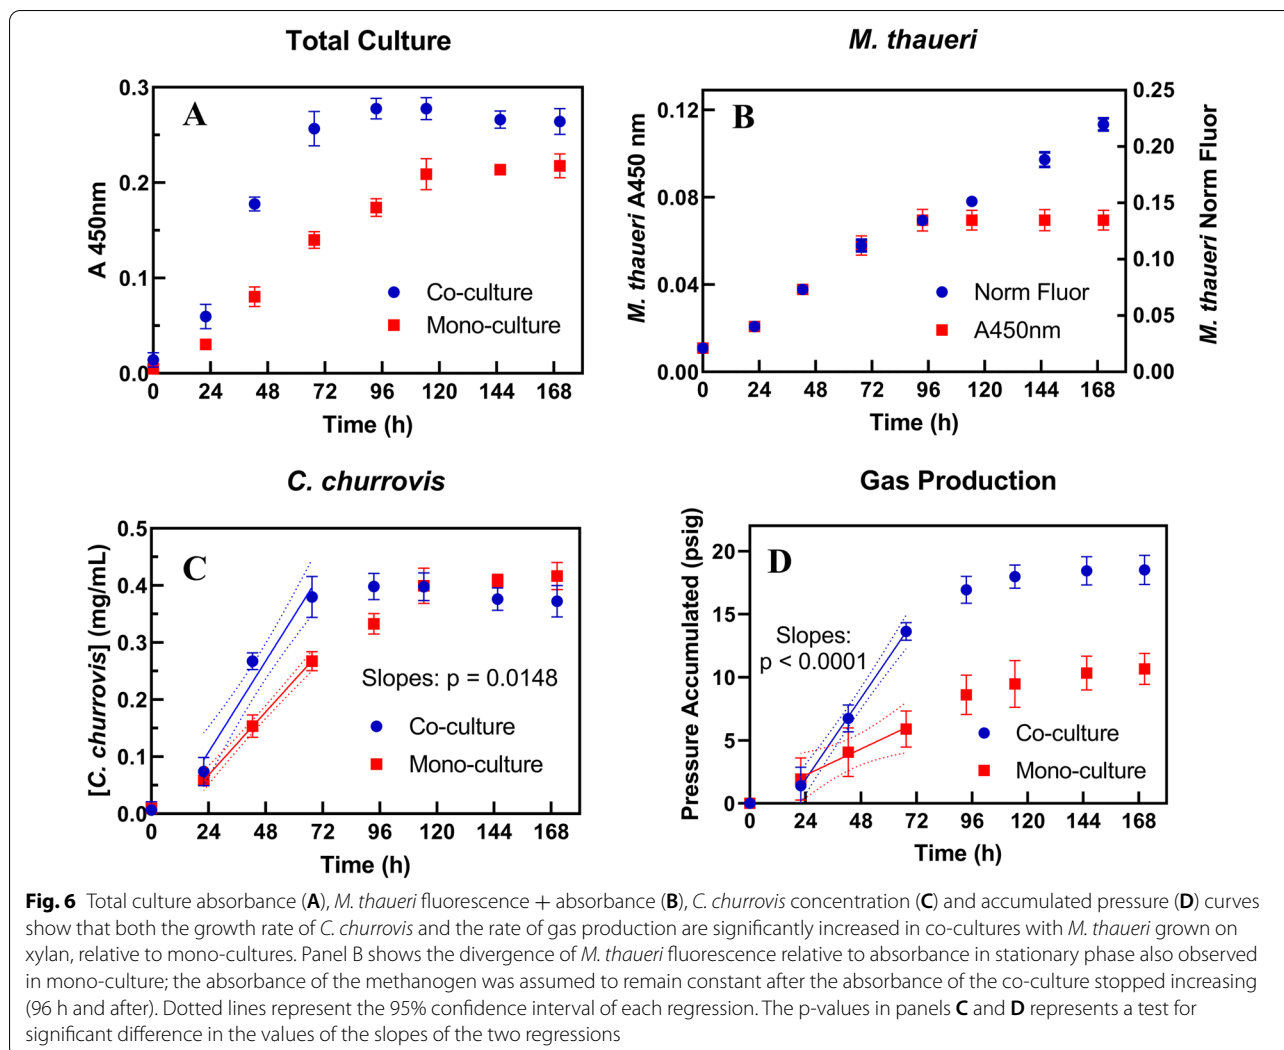 Total Culture
A
A 450nm
0.3
0.2
0.1
0.0
Co-culture
Mono-culture
0 24 48 72 96 120 144 168
Time (h)
M. thaueri
B
M. thaueri A450 nm
0.12
0.08
0.04
0.00
0.25
0.20
0.15
0.10
0.05
0.00
M. thaueri Norm Fluor
Norm Fluor
A450nm
0 24 48 72 96 120 144 168
Time (h)
C. churrovis
C
[C. churrovis] (mg/mL)
0.5
0.4
0.3
0.2
0.1
0.0
Slopes: p = 0.0148
Co-culture
Mono-culture
0 24 48 72 96 120 144 168
Time (h)
Gas Production
D
Pressure Accumulated (psig)
20
15
10
5
0
Slopes:
p < 0.0001
Co-culture
Mono-culture
0 24 48 72 96 120 144 168
Time (h)
Fig. 6 Total culture absorbance (A), M. thaueri fluorescence + absorbance (B), C. churrovis concentration (C) and accumulated pressure (D) curves
show that both the growth rate of C. churrovis and the rate of gas production are significantly increased in co-cultures with M. thaueri grown on
xylan, relative to mono-cultures. Panel B shows the divergence of M. thaueri fluorescence relative to absorbance in stationary phase also observed
in mono-culture; the absorbance of the methanogen was assumed to remain constant after the absorbance of the co-culture stopped increasing
(96 h and after). Dotted lines represent the 95% confidence interval of each regression. The p-values in panels C and D represents a test for
significant difference in the values of the slopes of the two regressions